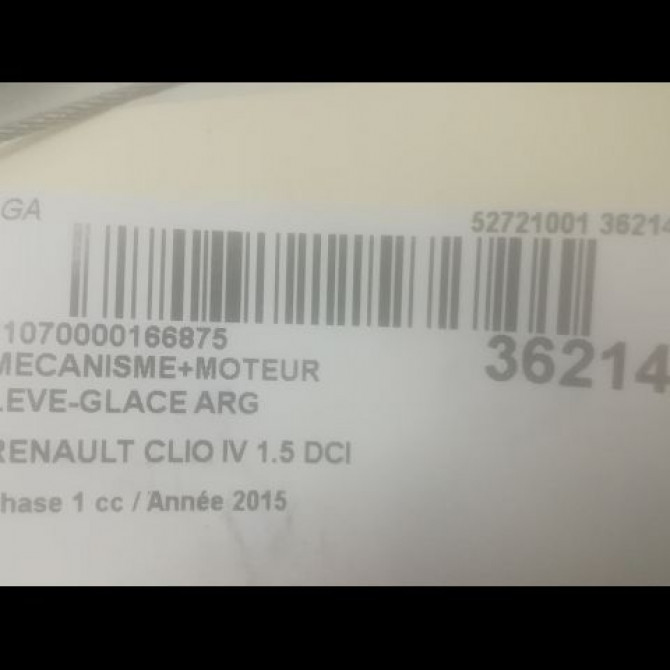 GA
52721001 36214
1070000166875
36214
MECANISME+MOTEUR
LEVE-GLACE ARG
RENAULT CLIO IV 1.5 DCI
hase 1 cc / Année 2015